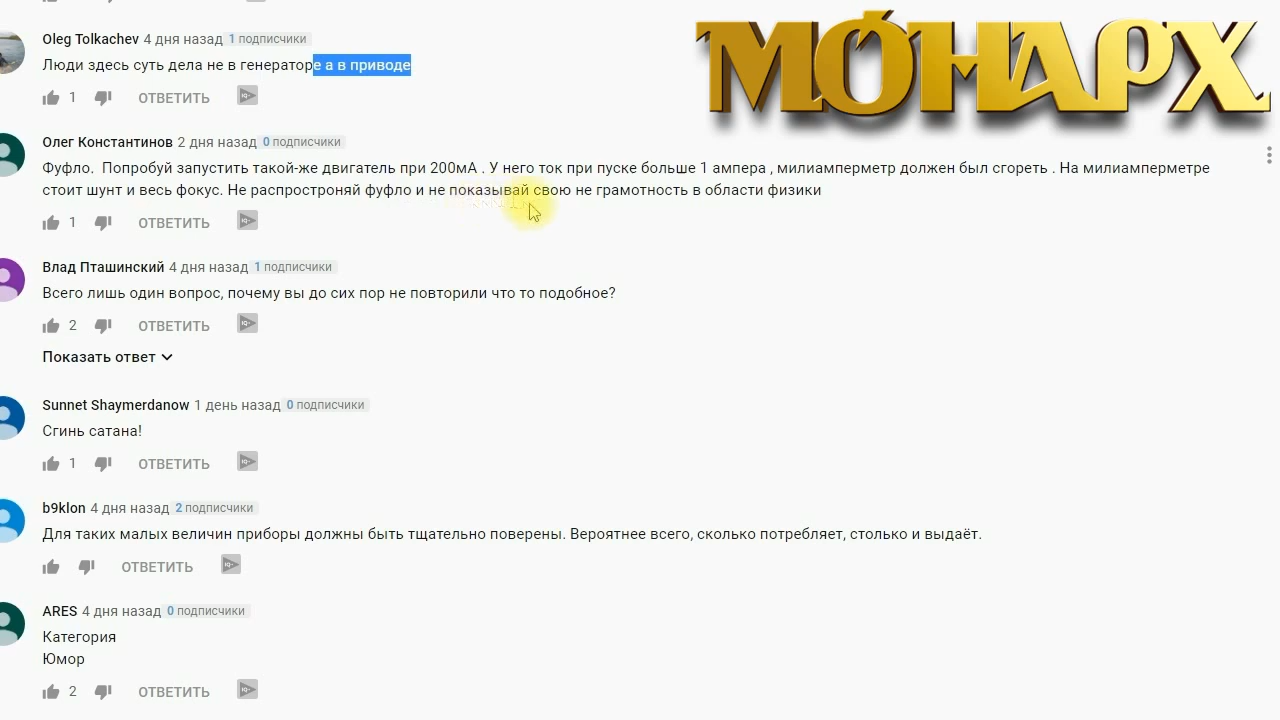 МОНАРХ
Oleg Tolkachev 4 дня назад 1 подписчики
Люди здесь суть дела не в генераторе а в приводе
1 ОТВЕТИТЬ
Олег Константинов 2 дня назад 0 подписчики
Фуфло. Попробуй запустить такой-же двигатель при 200мА . У него ток при пуске больше 1 ампера , милиамперметр должен был сгореть . На милиамперметре
стоит шунт и весь фокус. Не распростроняй фуфло и не показывай свою не грамотность в области физики
1 ОТВЕТИТЬ
Влад Пташинский 4 дня назад 1 подписчики
Всего лишь один вопрос, почему вы до сих пор не повторили что то подобное?
2 ОТВЕТИТЬ
Показать ответ
Sunnet Shaymerdanow 1 день назад 0 подписчики
Сгинь сатана!
1 ОТВЕТИТЬ
b9klon 4 дня назад 2 подписчики
Для таких малых величин приборы должны быть тщательно поверены. Вероятнее всего, сколько потребляет, столько и выдаёт.
ОТВЕТИТЬ
ARES 4 дня назад 0 подписчики
Категория
Юмор
2 ОТВЕТИТЬ